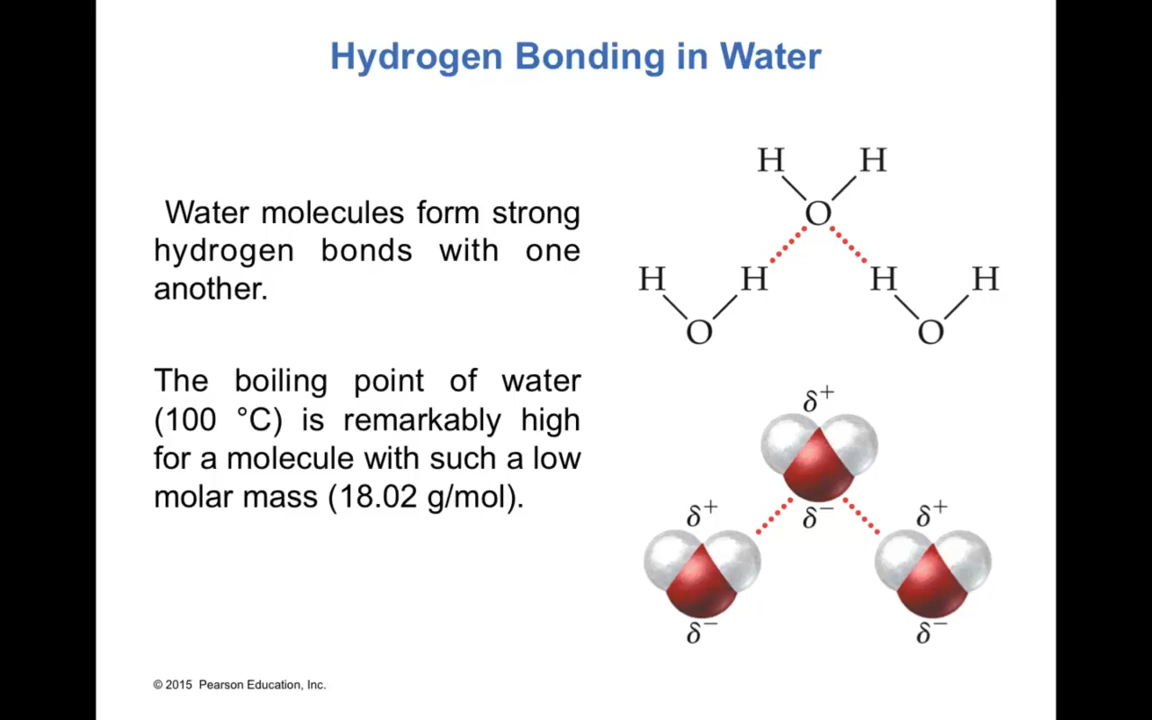 Hydrogen Bonding in Water
Water molecules form strong
hydrogen bonds with one
another.
The boiling point of water
(100 °C) is remarkably high
for a molecule with such a low
molar mass (18.02 g/mol).
H H
O
H H H H
O O
δ+
δ−
δ+ δ+
δ− δ−
© 2015 Pearson Education, Inc.